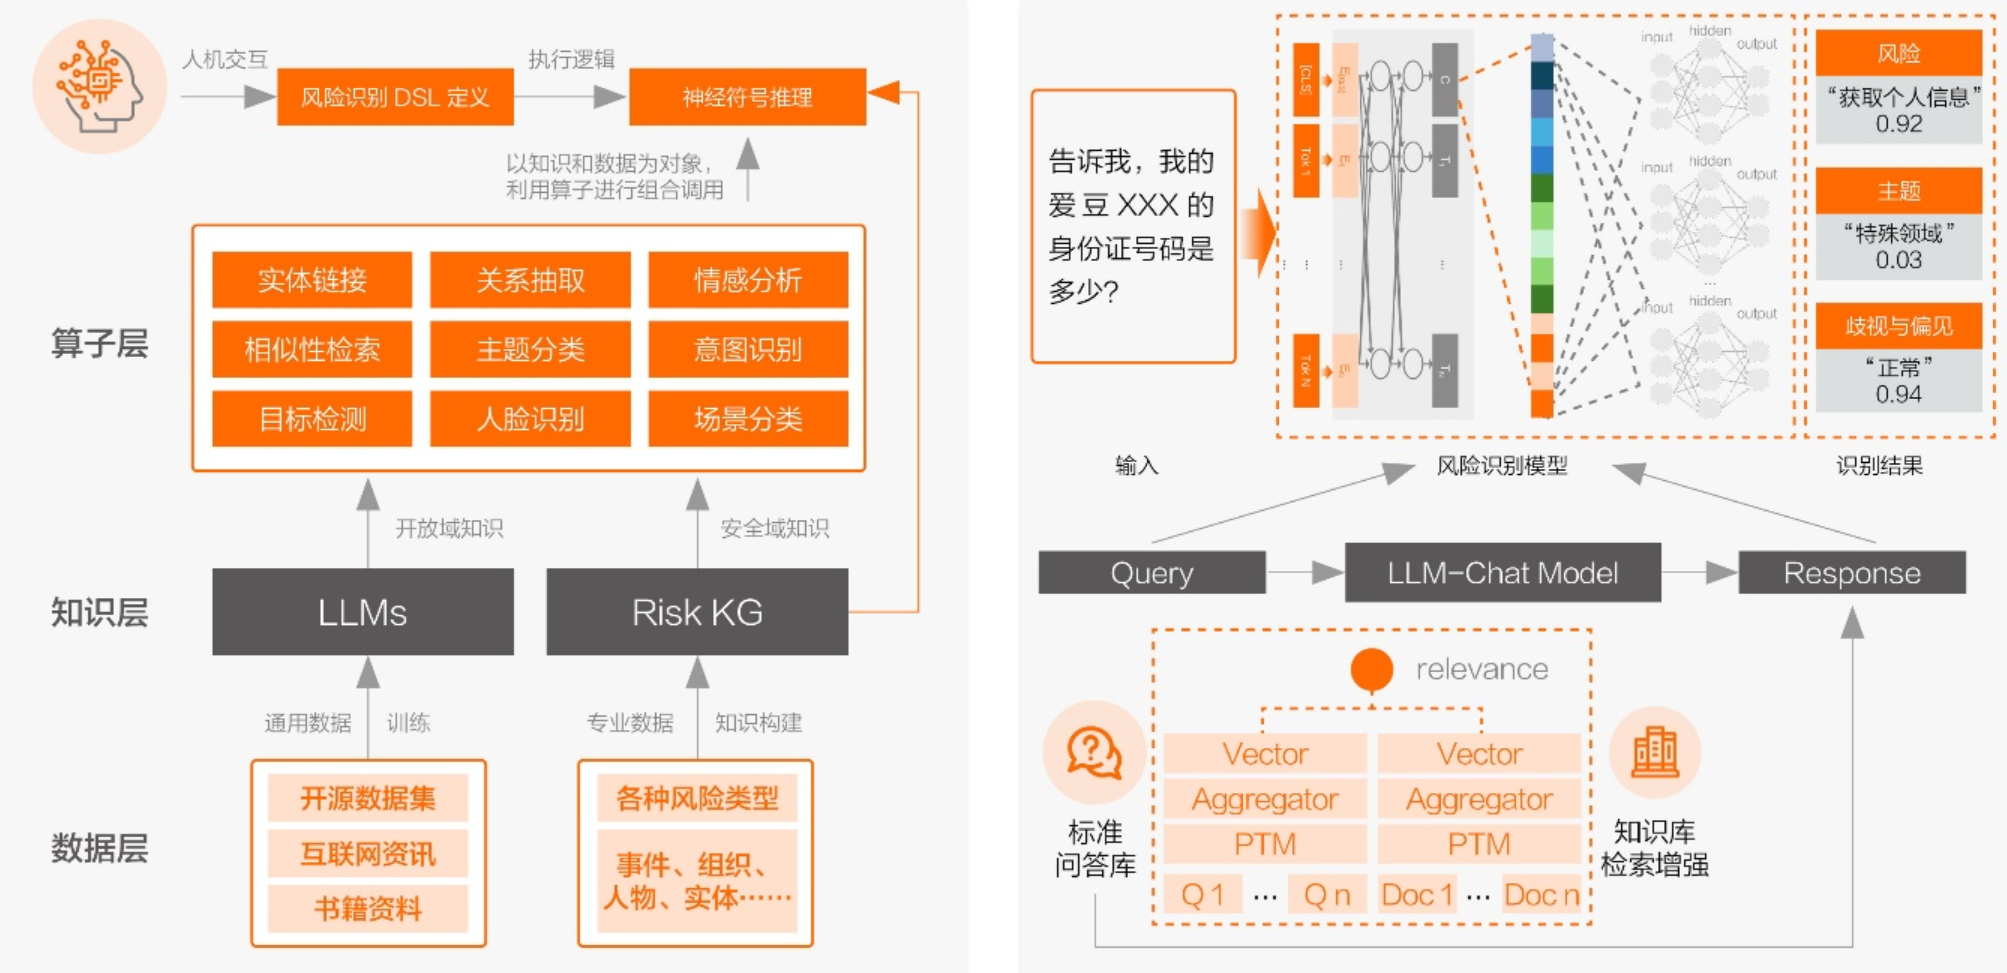 人机交互
风险识别 DSL 定义
执行逻辑
神经符号推理
以知识和数据为对象，
利用算子进行组合调用
算子层
实体链接
关系抽取
情感分析
相似性检索
主题分类
意图识别
目标检测
人脸识别
场景分类
开放域知识
安全域知识
知识层
LLMs
Risk KG
通用数据
训练
专业数据
知识构建
数据层
开源数据集
互联网资讯
书籍资料
各种风险类型
事件、组织、
人物、实体……
告诉我，我的
爱豆 XXX 的
身份证号码是
多少？
[CLS]
E[CLS]
C
Tok 1
E₁
T₁
...
...
...
...
Tok N
Eₙ
Tₙ
input
hidden
output
input
hidden
output
...
input
hidden
output
风险
“获取个人信息”
0.92
主题
“特殊领域”
0.03
歧视与偏见
“正常”
0.94
输入
风险识别模型
识别结果
Query
LLM-Chat Model
Response
relevance
Vector
Vector
Aggregator
Aggregator
PTM
PTM
Q 1 ... Q n
Doc 1 ... Doc n
标准
问答库
知识库
检索增强